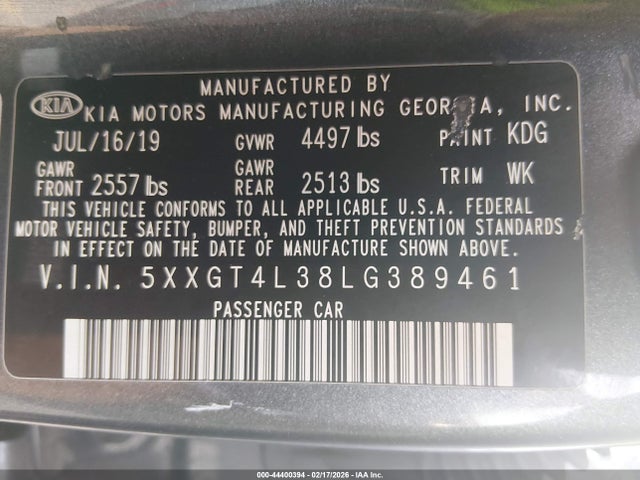 MANUFACTURED BY
KIA KIA MOTORS MANUFACTURING GEORGIA, INC.
JUL/16/19 GVWR 4497 lbs PAINT KDG
GAWR FRONT 2557 lbs GAWR REAR 2513 lbs TRIM WK
THIS VEHICLE CONFORMS TO ALL APPLICABLE U.S.A. FEDERAL
MOTOR VEHICLE SAFETY, BUMPER, AND THEFT PREVENTION STANDARDS
IN EFFECT ON THE DATE OF MANUFACTURE SHOWN ABOVE.
V.I.N. 5XXGT4L38LG389461
PASSENGER CAR
000-44400394 - 02/17/2026 - IAA Inc.